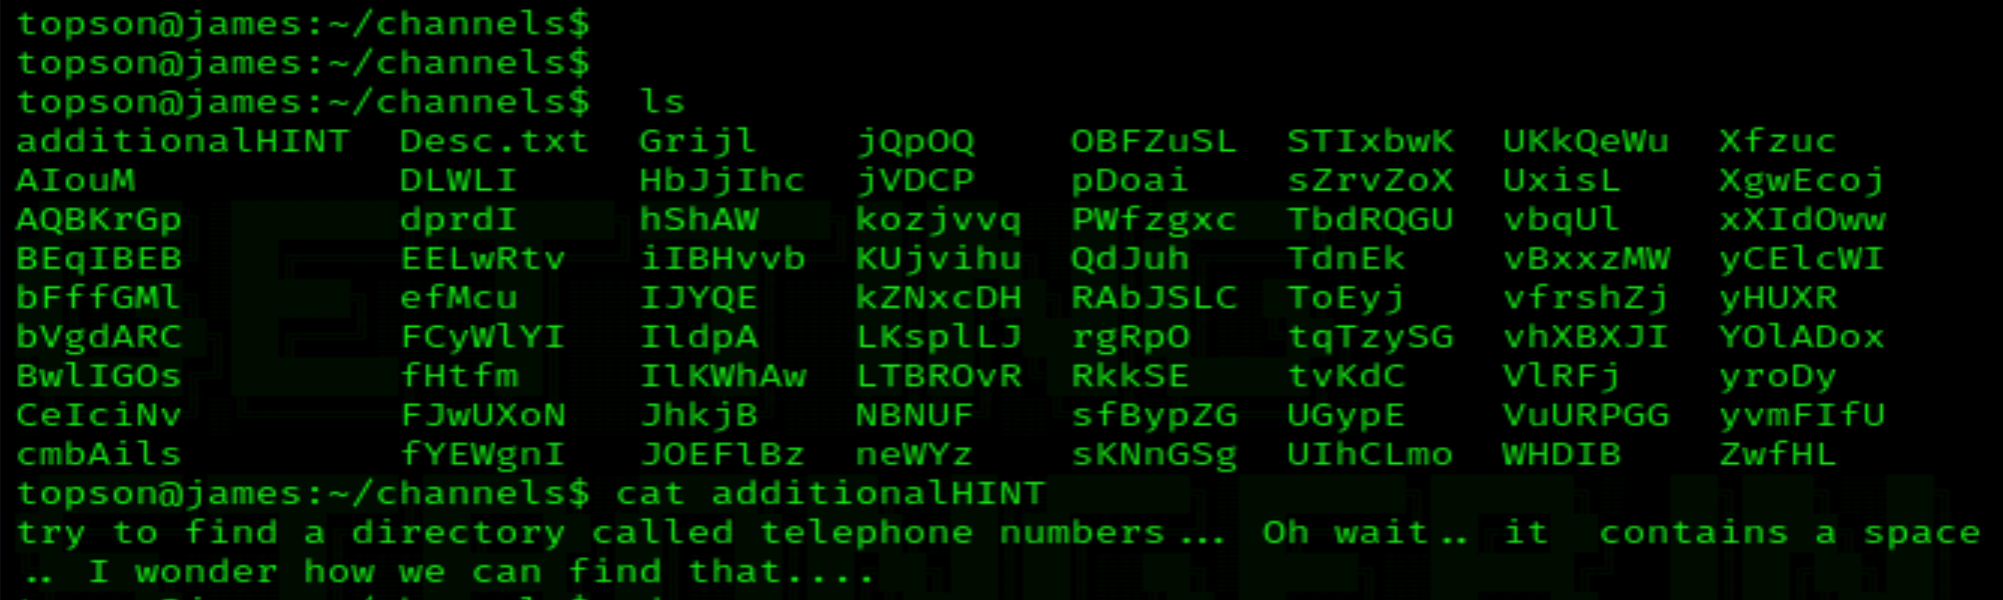 topson@james:~/channels$
topson@james:~/channels$
topson@james:~/channels$  ls
additionalHINT  Desc.txt  Grijl  jQpOQ  OBFZuSL  STIxbwK  UKkQeWu  Xfzuc
AIouM  DLWLI  HbJjIhc  jVDCP  pDoai  sZrvZoX  UxisL  XgwEcoj
AQBKrGp  dprdI  hShAW  kozjvvq  PWfzgxc  TbdRQGU  vbqUl  xXIdOww
BEqIBEB  EELwRtv  iIBHvvb  KUjvihu  QdJuh  TdnEk  vBxxzMW  yCElcWI
bFffGMl  efMcu  IJYQE  kZNxcDH  RAbJSLC  ToEyj  vfrshZj  yHUXR
bVgdARC  FCyWlYI  IldpA  LKsplLJ  rgRpO  tqTzySG  vhXBXJI  YOlADox
BwlIGOs  fHtfm  IlKWhAw  LTBROvR  RkkSE  tvKdC  VlRFj  yroDy
CeIciNv  FJwUXoN  JhkjB  NBNUF  sfBypZG  UGypE  VuURPGG  yvmFIfU
cmbAils  fYEWgnI  JOEFlBz  neWYz  sKNnGSg  UIhCLmo  WHDIB  ZwfHL
topson@james:~/channels$ cat additionalHINT
try to find a directory called telephone numbers... Oh wait.. it  contains a space
.. I wonder how we can find that....